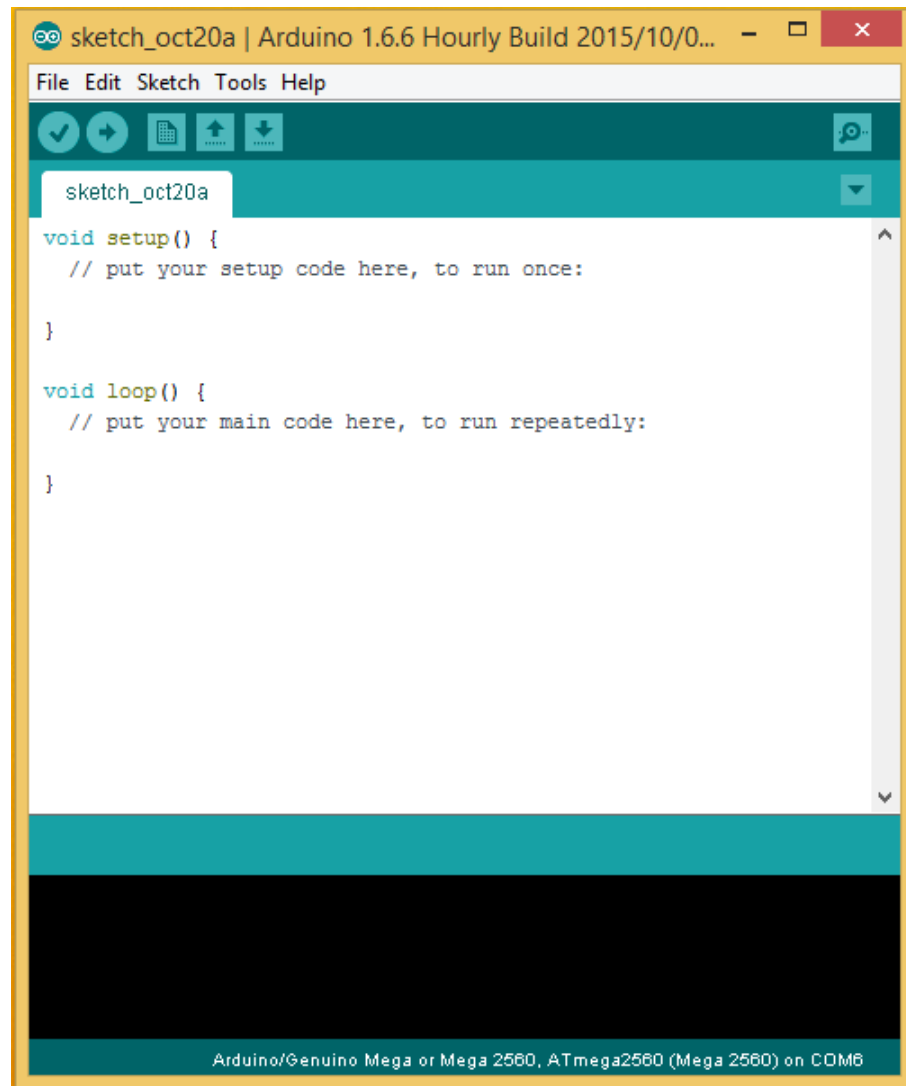 sketch_oct20a | Arduino 1.6.6 Hourly Build 2015/10/0...
File Edit Sketch Tools Help
sketch_oct20a
void setup() {
  // put your setup code here, to run once:
}
void loop() {
  // put your main code here, to run repeatedly:
}
Arduino/Genuino Mega or Mega 2560, ATmega2560 (Mega 2560) on COM6